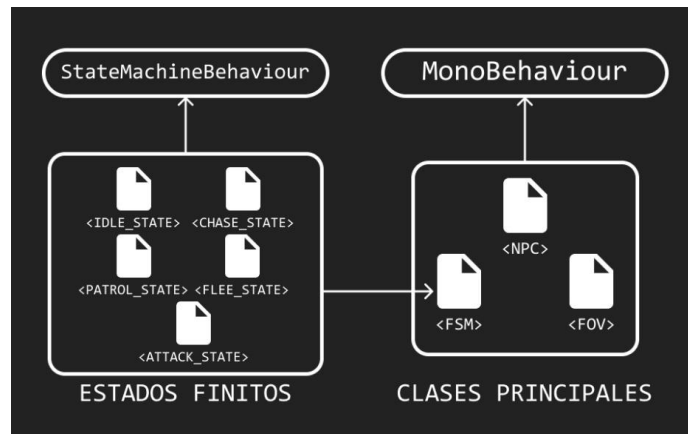 StateMachineBehaviour
MonoBehaviour
<IDLE_STATE> <CHASE_STATE>
<PATROL_STATE> <FLEE_STATE>
<ATTACK_STATE>
<NPC>
<FSM> <FOV>
ESTADOS FINITOS
CLASES PRINCIPALES